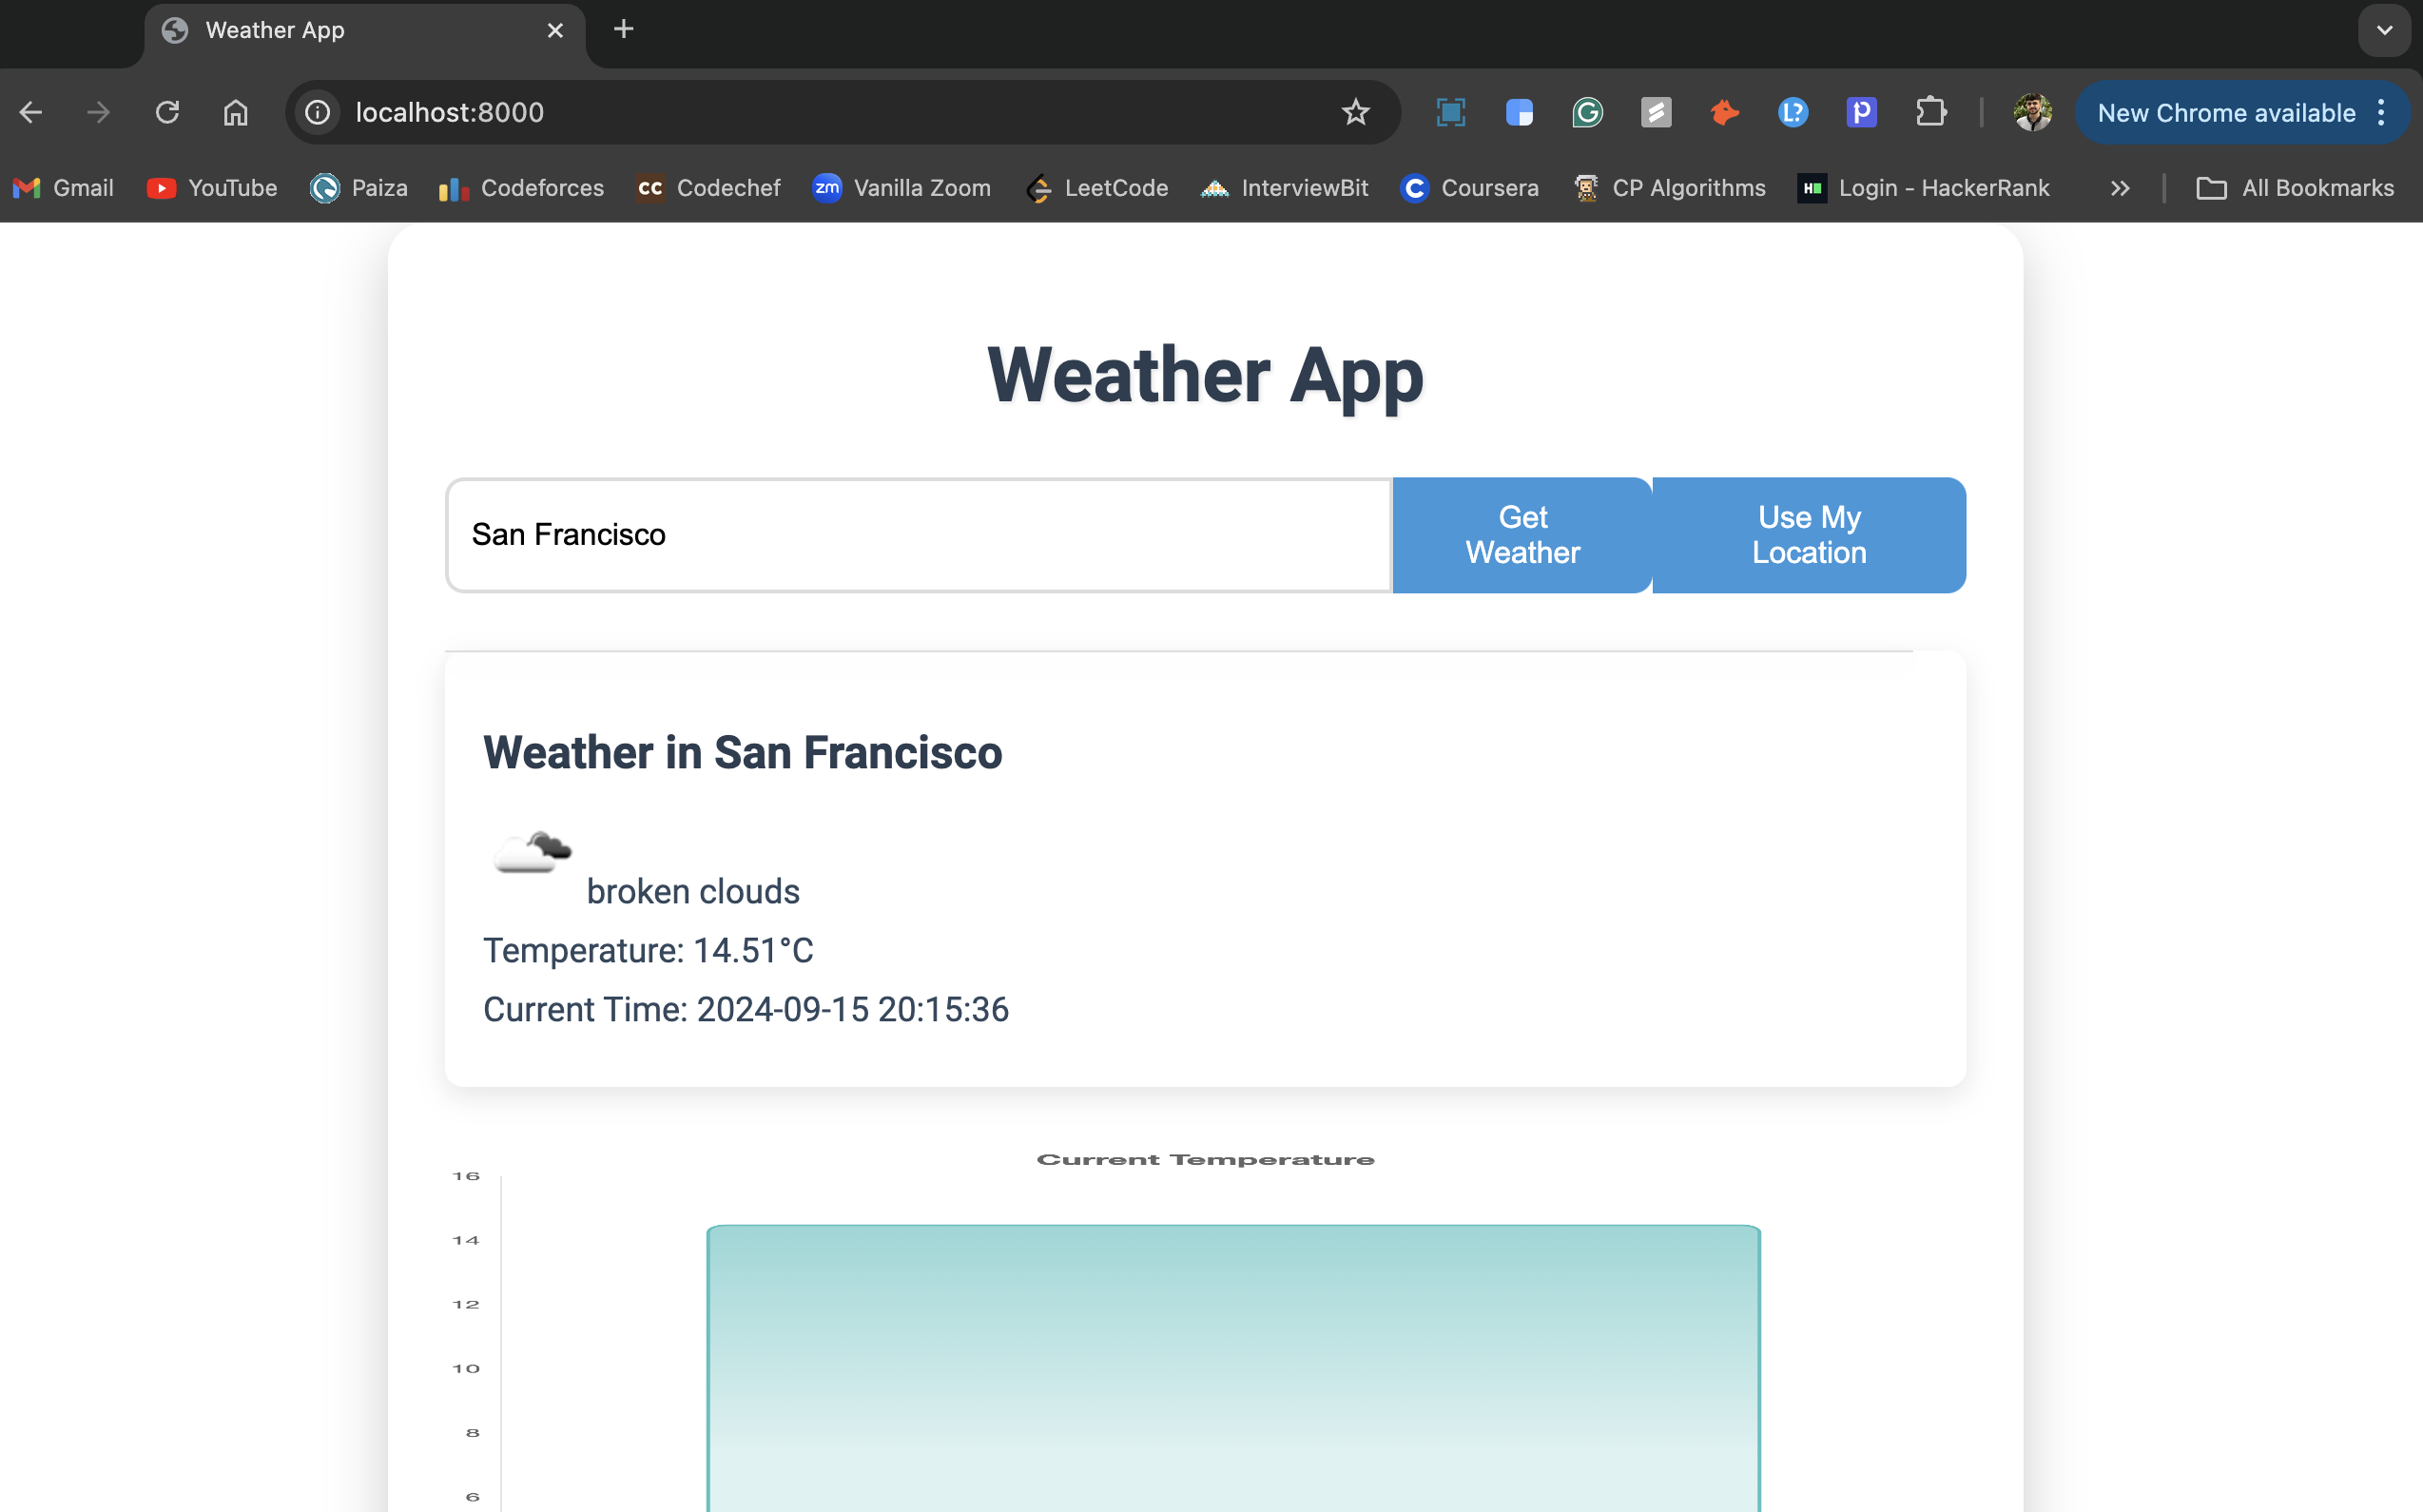 Weather App
localhost:8000
New Chrome available
Gmail YouTube Paiza Codeforces CC Codechef zm Vanilla Zoom LeetCode InterviewBit Coursera CP Algorithms H Login - HackerRank All Bookmarks
Weather App
San Francisco
Get
Weather
Use My
Location
Weather in San Francisco
broken clouds
Temperature: 14.51°C
Current Time: 2024-09-15 20:15:36
Current Temperature
16
14
12
10
8
6